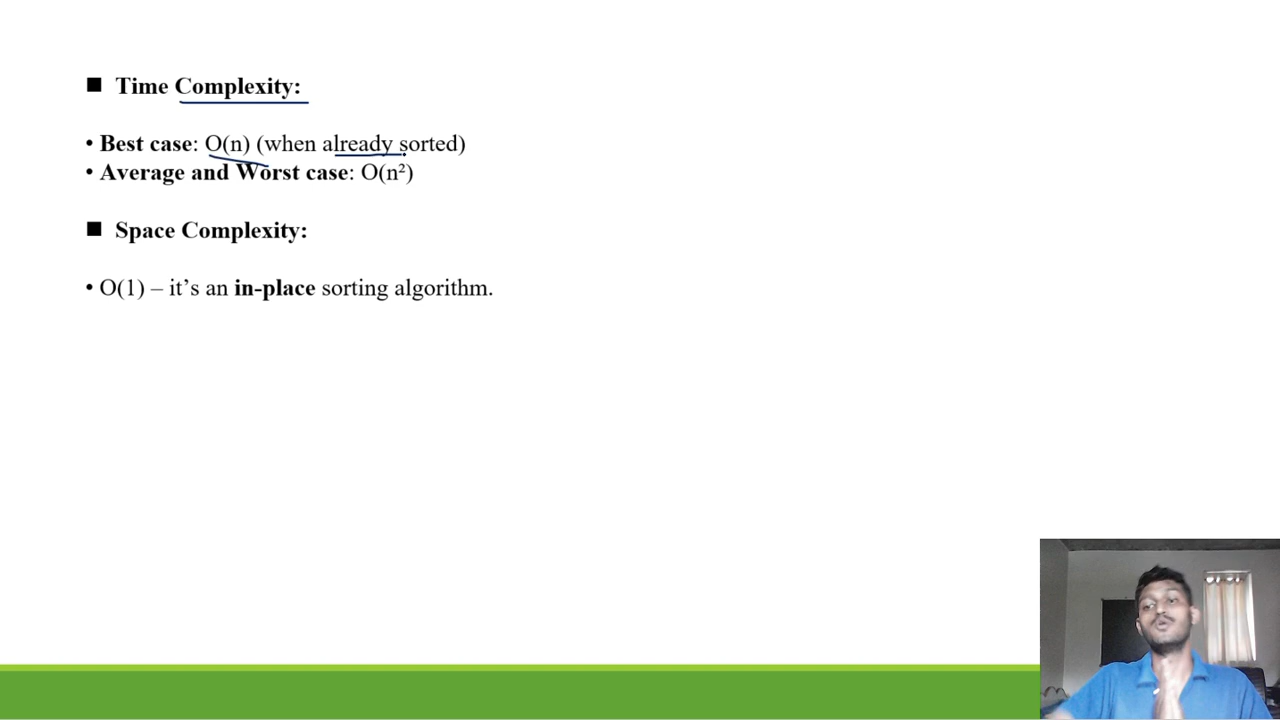 ■ Time Complexity:
• Best case: O(n) (when already sorted)
• Average and Worst case: O(n²)
■ Space Complexity:
• O(1) – it’s an in-place sorting algorithm.